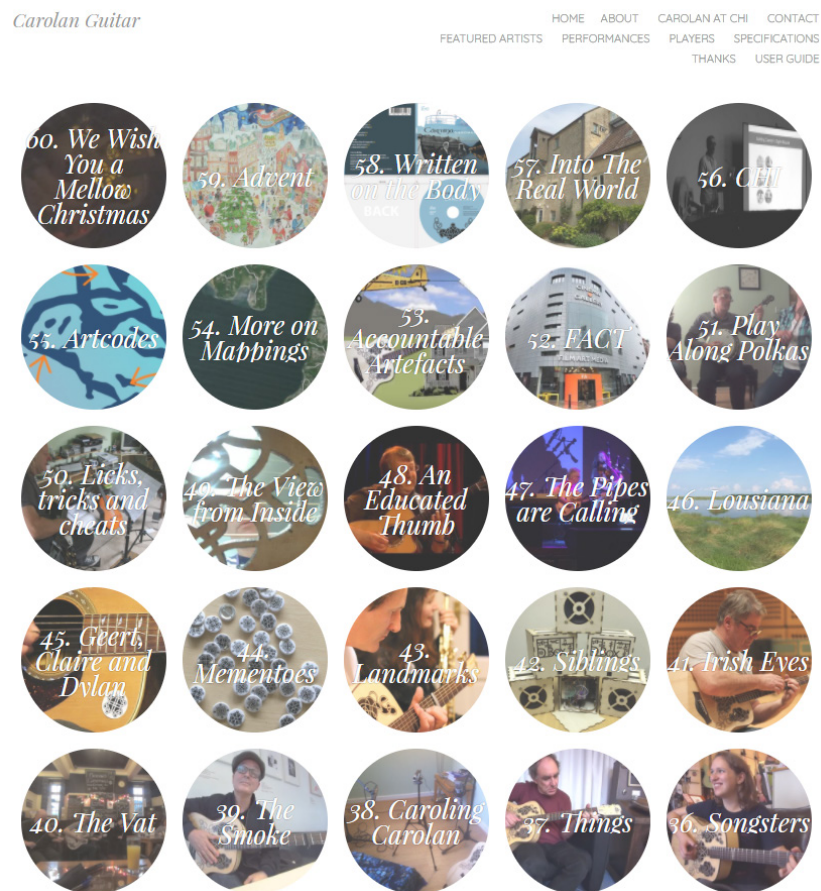 Carolan Guitar
HOME ABOUT CAROLAN AT CHI CONTACT
FEATURED ARTISTS PERFORMANCES PLAYERS SPECIFICATIONS
THANKS USER GUIDE
60. We Wish
You a
Mellow
Christmas
59. Advent
58. Written
on the Body
BACK
57. Into The
Real World
56. CHI
55. Artcodes
54. More on
Mappings
53.
Accountable
Artefacts
52. FACT
51. Play
Along Polkas
50. Licks,
tricks and
cheats
49. The View
from Inside
48. An
Educated
Thumb
47. The Pipes
are Calling
46. Lousiana
45. Geert,
Claire and
Dylan
44.
Mementoes
43.
Landmarks
42. Siblings
41. Irish Eyes
40. The Vat
39. The
Smoke
38. Caroling
Carolan
37. Things
36. Songsters